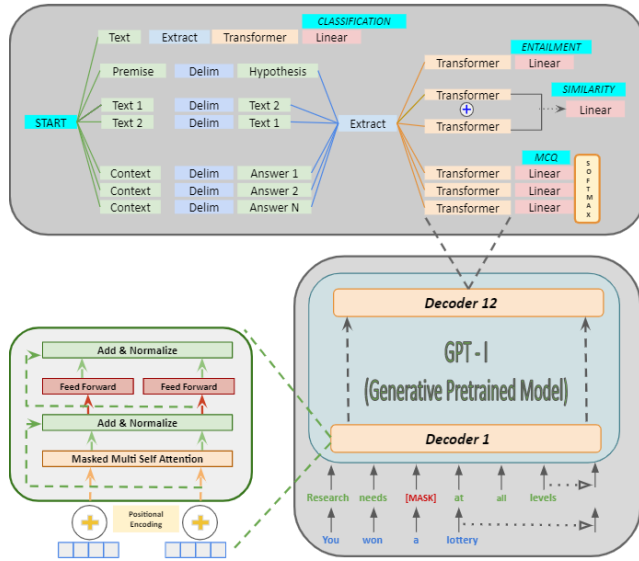 CLASSIFICATION
Text Extract Transformer Linear
ENTAILMENT
Premise Delim Hypothesis Transformer Linear
SIMILARITY
Text 1 Delim Text 2 Transformer
Linear
START Text 2 Delim Text 1 Extract Transformer
MCQ
Context Delim Answer 1 Transformer Linear
Context Delim Answer 2 Transformer Linear
Context Delim Answer N Transformer Linear
SOFTMAX
Decoder 12
GPT - I
(Generative Pretrained Model)
Decoder 1
Research needs [MASK] at all levels
You won a lottery
Add & Normalize
Feed Forward Feed Forward
Add & Normalize
Masked Multi Self Attention
Positional
Encoding